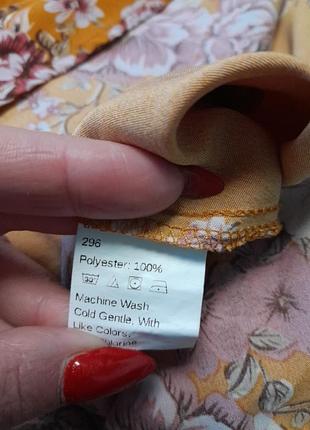 296
Polyester: 100%
Machine Wash
Cold Gentle, With
Like Colors,